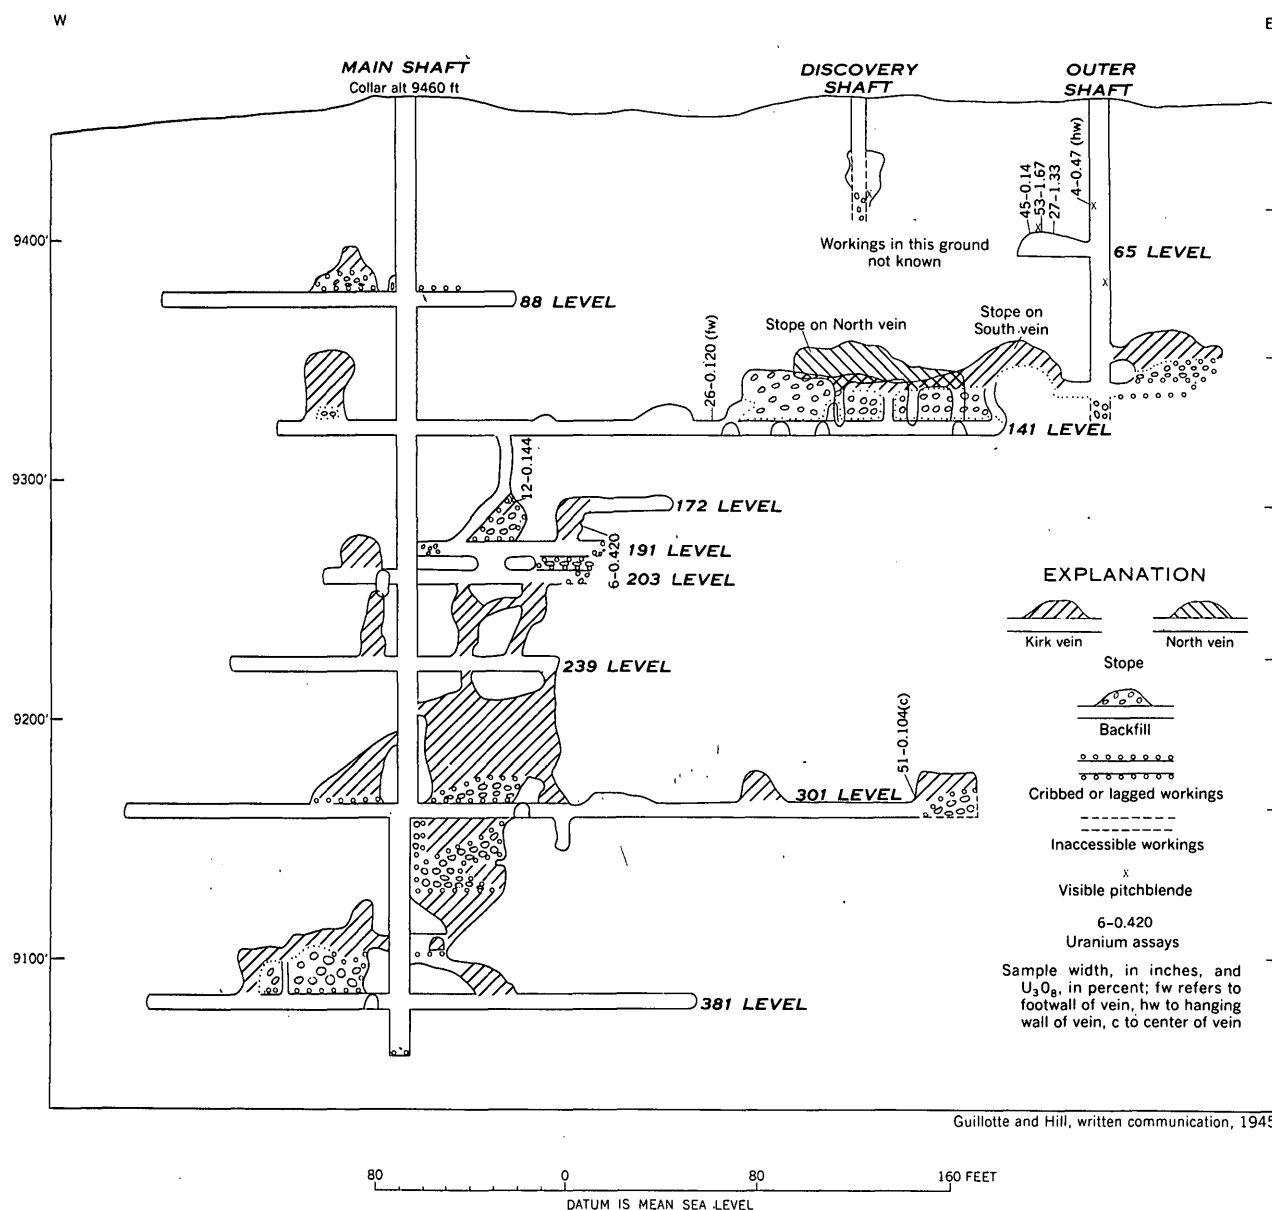 W
E
MAIN SHAFT
Collar alt 9460 ft
DISCOVERY
SHAFT
OUTER
SHAFT
4-0.47 (hw)
45-0.14
53-1.67
27-1.33
X
X
X
X
9400'
Workings in this ground
not known
65 LEVEL
88 LEVEL
Stope on North vein
Stope on
South vein
26-0.120 (fw)
141 LEVEL
12-0.144
9300'
172 LEVEL
191 LEVEL
6-0.420
203 LEVEL
239 LEVEL
9200'
51-0.104(c)
301 LEVEL
9100'
381 LEVEL
EXPLANATION
Kirk vein
North vein
Stope
Backfill
Cribbed or lagged workings
Inaccessible workings
X
Visible pitchblende
6-0.420
Uranium assays
Sample width, in inches, and
U₃O₈, in percent; fw refers to
footwall of vein, hw to hanging
wall of vein, c to center of vein
Guillotte and Hill, written communication, 1945
80 0 80 160 FEET
DATUM IS MEAN SEA LEVEL